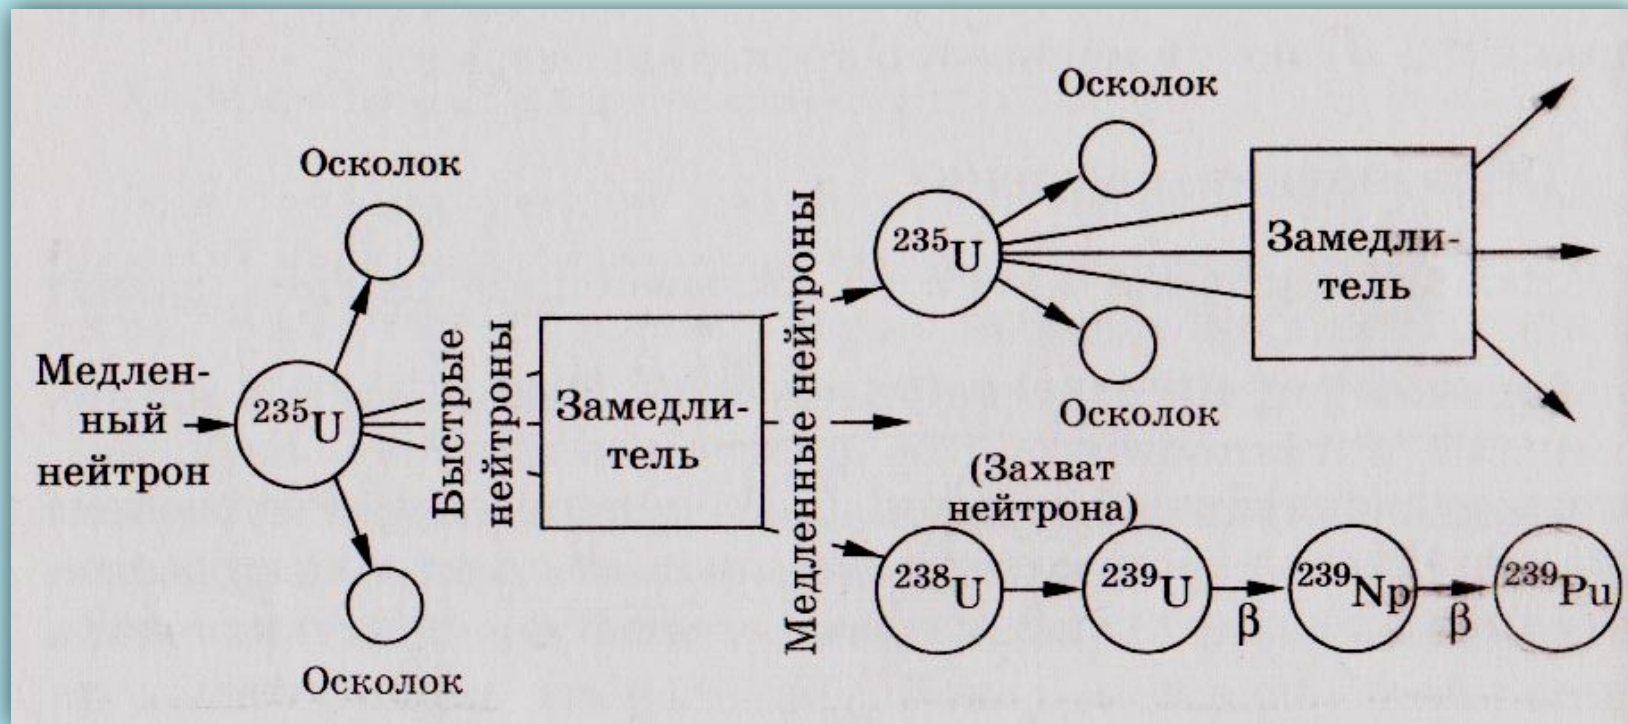 Осколок
Медлен-
ный
нейтрон
²³⁵U
Осколок
Быстрые
нейтроны
Замедли-
тель
Медленные нейтроны
Осколок
²³⁵U
Осколок
Замедли-
тель
(Захват
нейтрона)
²³⁸U
²³⁹U
β
²³⁹Np
β
²³⁹Pu